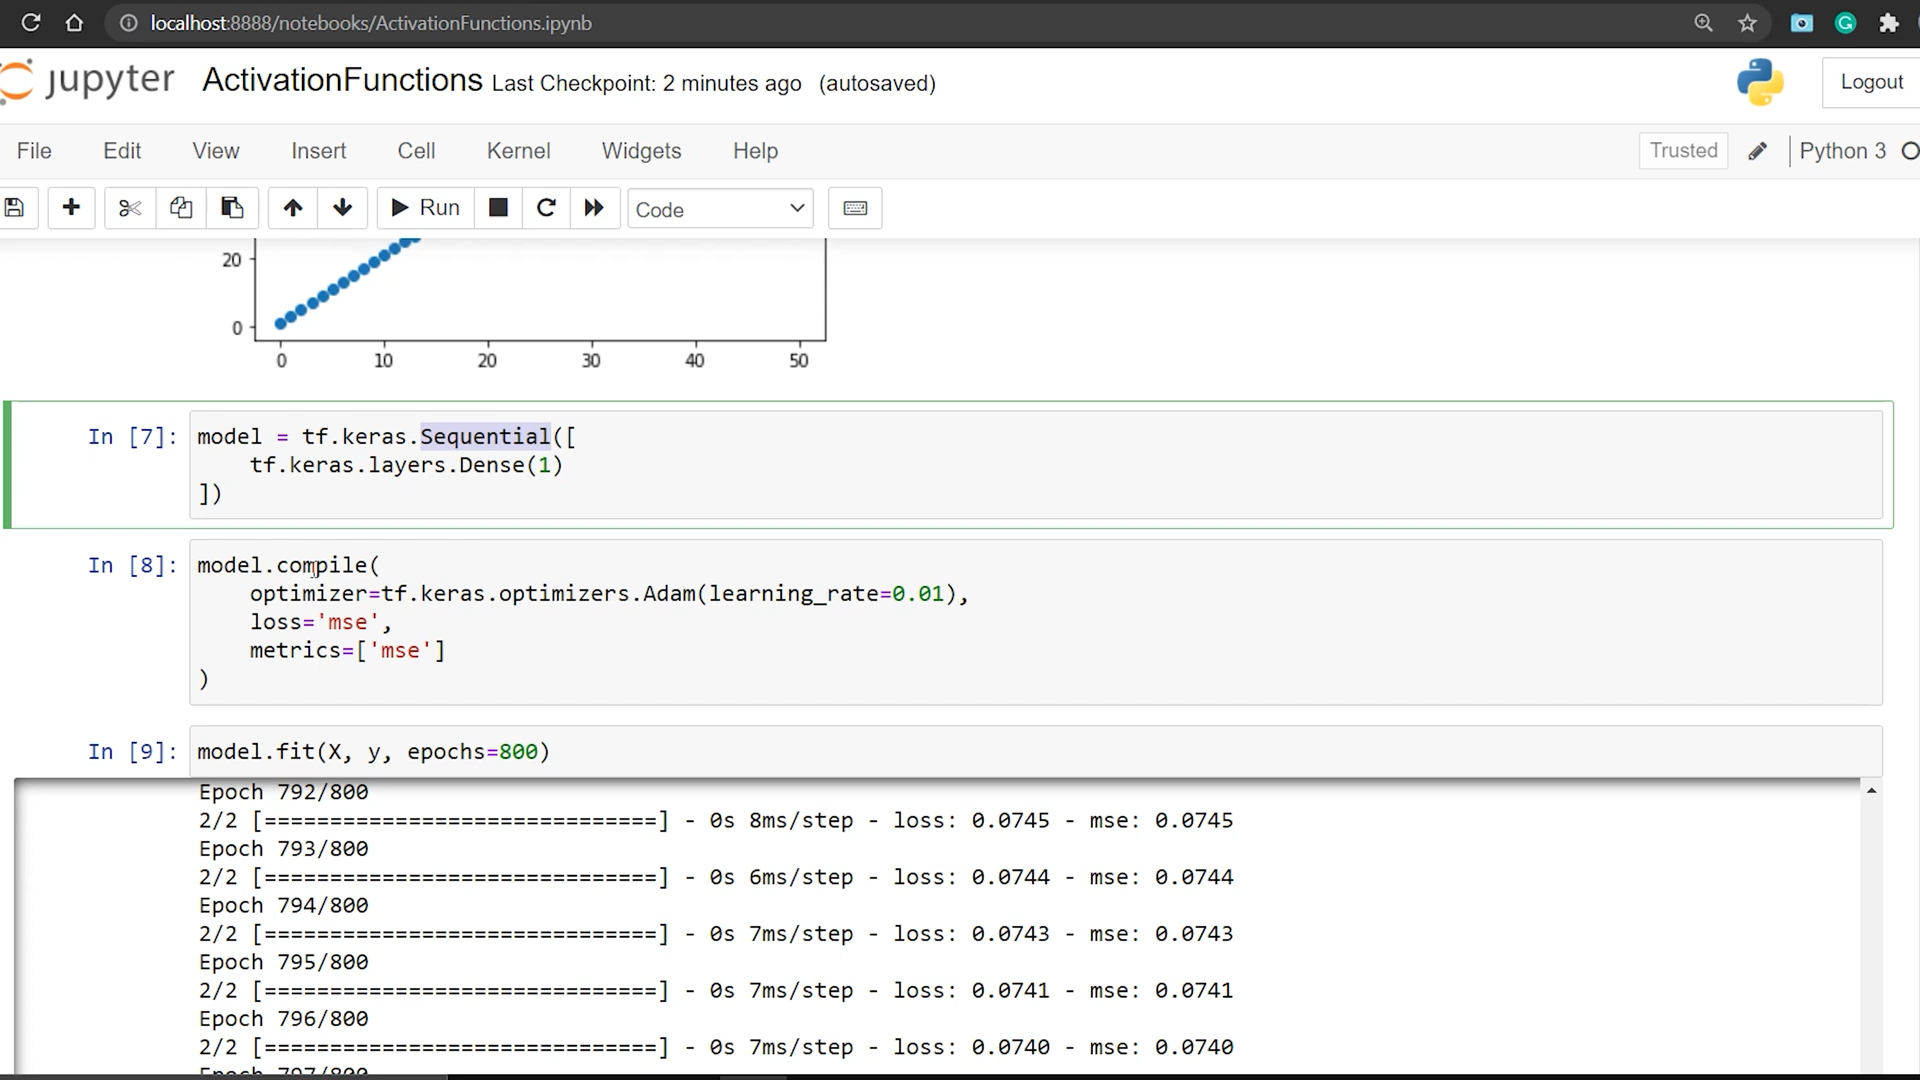 localhost:8888/notebooks/ActivationFunctions.ipynb
jupyter ActivationFunctions Last Checkpoint: 2 minutes ago (autosaved)
Logout
File Edit View Insert Cell Kernel Widgets Help
Trusted Python 3
Run Code
20
0
0 10 20 30 40 50
In [7]: model = tf.keras.Sequential([
tf.keras.layers.Dense(1)
])
In [8]: model.compile(
optimizer=tf.keras.optimizers.Adam(learning_rate=0.01),
loss='mse',
metrics=['mse']
)
In [9]: model.fit(X, y, epochs=800)
Epoch 792/800
2/2 [==============================] - 0s 8ms/step - loss: 0.0745 - mse: 0.0745
Epoch 793/800
2/2 [==============================] - 0s 6ms/step - loss: 0.0744 - mse: 0.0744
Epoch 794/800
2/2 [==============================] - 0s 7ms/step - loss: 0.0743 - mse: 0.0743
Epoch 795/800
2/2 [==============================] - 0s 7ms/step - loss: 0.0741 - mse: 0.0741
Epoch 796/800
2/2 [==============================] - 0s 7ms/step - loss: 0.0740 - mse: 0.0740
Epoch 797/800